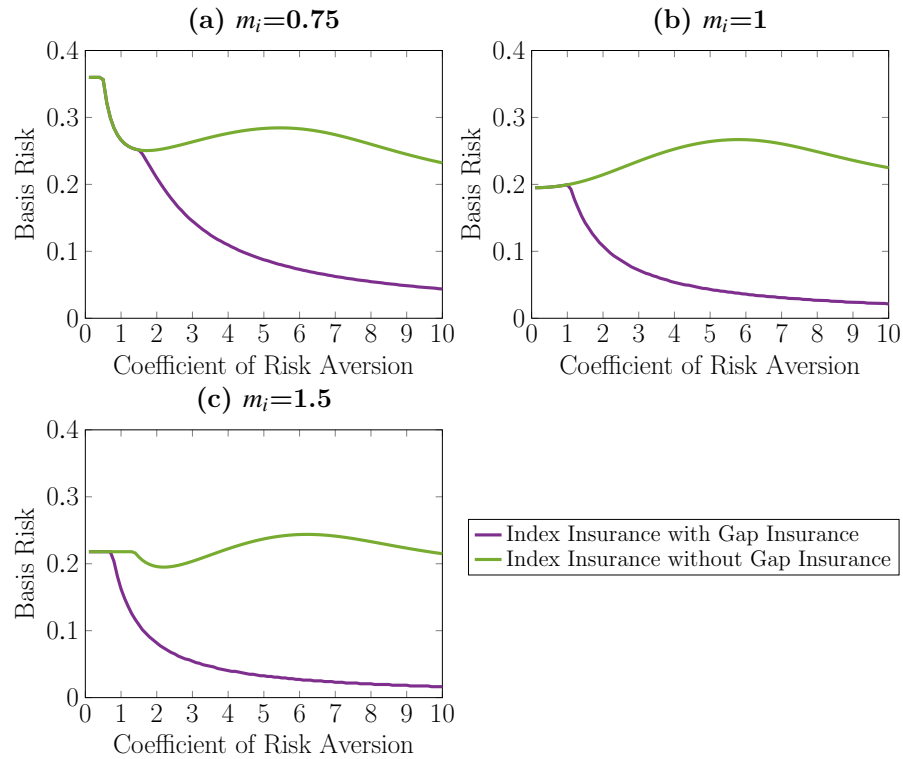 (a) mi=0.75
0.4
0.3
0.2
0.1
0
Basis Risk
0 1 2 3 4 5 6 7 8 9 10
Coefficient of Risk Aversion
(b) mi=1
0.4
0.3
0.2
0.1
0
Basis Risk
0 1 2 3 4 5 6 7 8 9 10
Coefficient of Risk Aversion
(c) mi=1.5
0.4
0.3
0.2
0.1
0
Basis Risk
0 1 2 3 4 5 6 7 8 9 10
Coefficient of Risk Aversion
Index Insurance with Gap Insurance
Index Insurance without Gap Insurance